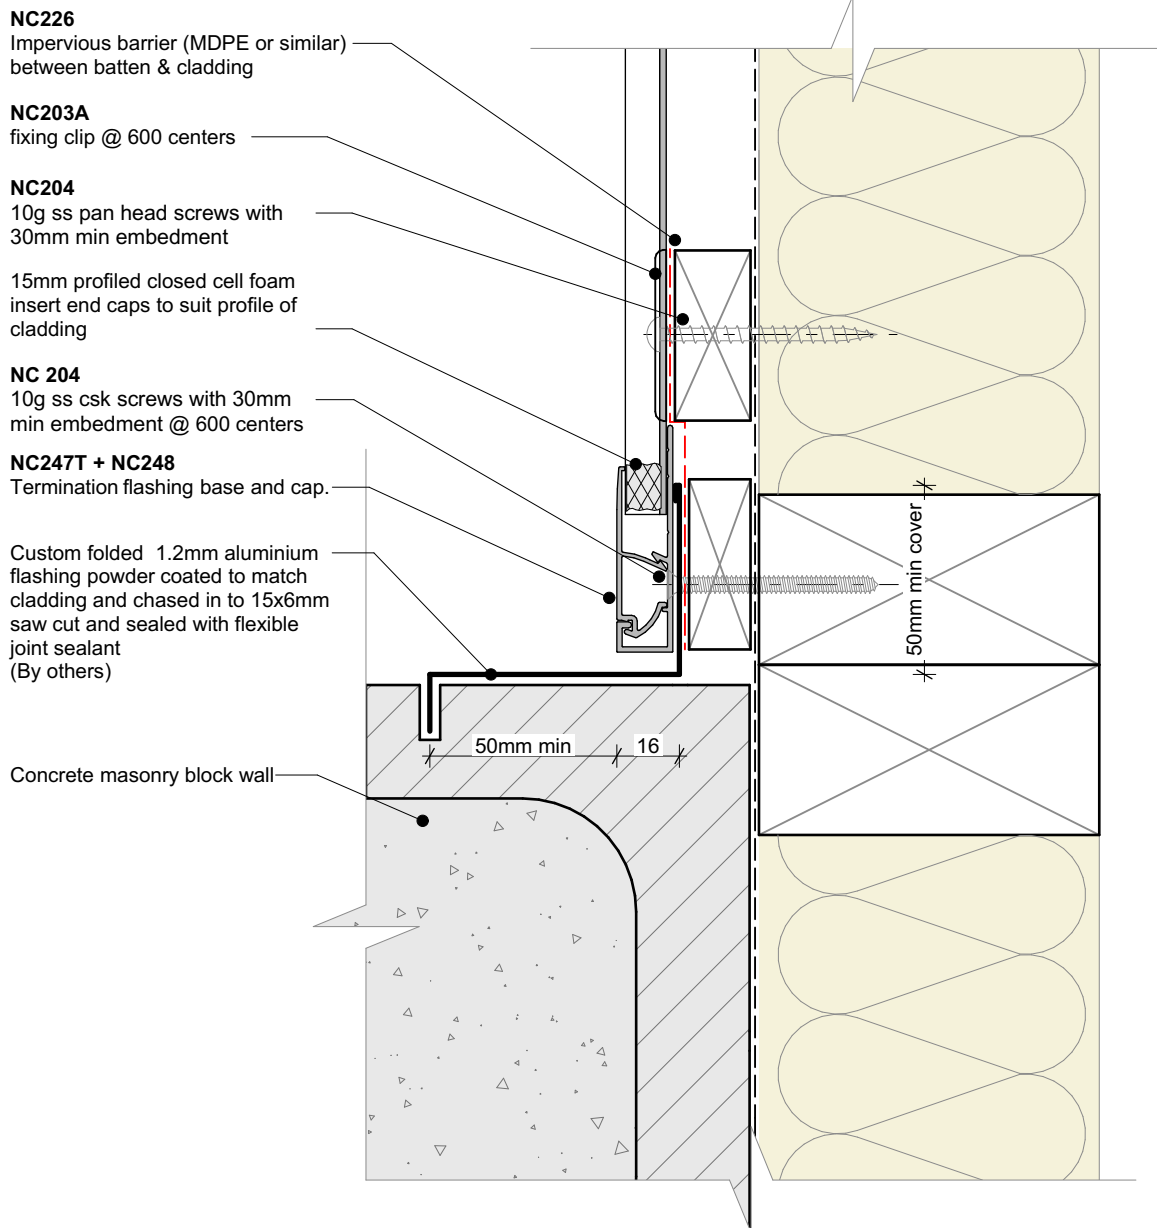 NC226
Impervious barrier (MDPE or similar)
between batten & cladding
NC203A
fixing clip @ 600 centers
NC204
10g ss pan head screws with
30mm min embedment
15mm profiled closed cell foam
insert end caps to suit profile of
cladding
NC 204
10g ss csk screws with 30mm
min embedment @ 600 centers
NC247T + NC248
Termination flashing base and cap.
Custom folded 1.2mm aluminium
flashing powder coated to match
cladding and chased in to 15x6mm
saw cut and sealed with flexible
joint sealant
(By others)
Concrete masonry block wall
50mm min
16
50mm min cover